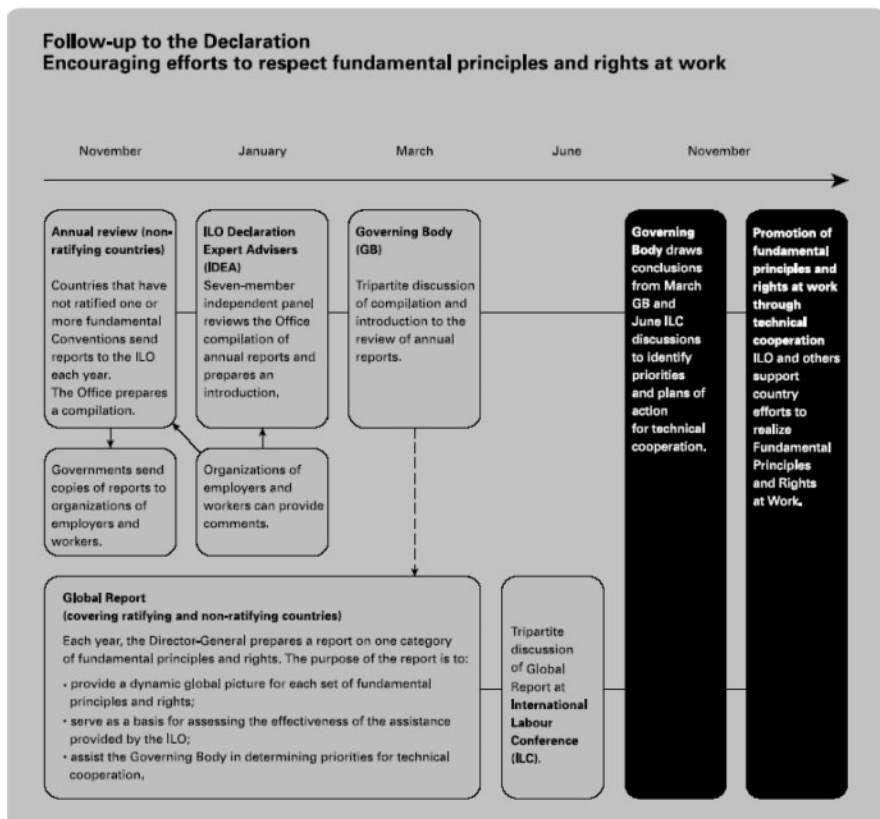 Follow-up to the Declaration
Encouraging efforts to respect fundamental principles and rights at work
November
January
March
June
November
Annual review (non-
ratifying countries)
Countries that have
not ratified one or
more fundamental
Conventions send
reports to the ILO
each year.
The Office prepares
a compilation.
ILO Declaration
Expert Advisers
(IDEA)
Seven-member
independent panel
reviews the Office
compilation of
annual reports and
prepares an
introduction.
Governing Body
(GB)
Tripartite discussion
of compilation and
introduction to the
review of annual
reports.
Governing
Body draws
conclusions
from March
GB and
June ILC
discussions
to identify
priorities
and plans of
action
for technical
cooperation.
Promotion of
fundamental
principles and
rights at work
through
technical
cooperation
ILO and others
support
country
efforts to
realize
Fundamental
Principles
and Rights
at Work.
Governments send
copies of reports to
organizations of
employers and
workers.
Organizations of
employers and
workers can provide
comments.
Global Report
(covering ratifying and non-ratifying countries)
Each year, the Director-General prepares a report on one category
of fundamental principles and rights. The purpose of the report is to:
• provide a dynamic global picture for each set of fundamental
principles and rights;
• serve as a basis for assessing the effectiveness of the assistance
provided by the ILO;
• assist the Governing Body in determining priorities for technical
cooperation.
Tripartite
discussion
of Global
Report at
International
Labour
Conference
(ILC).